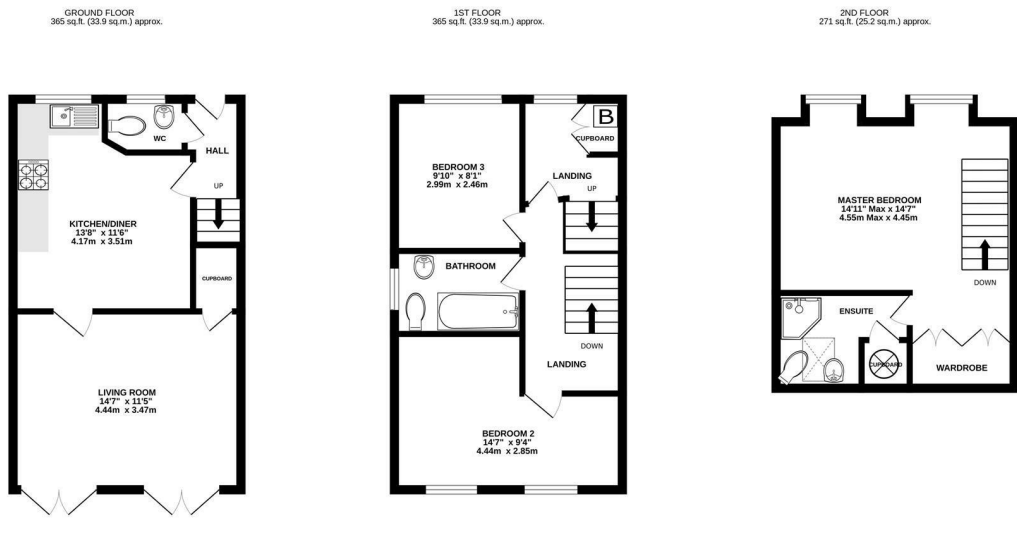 GROUND FLOOR
365 sq.ft. (33.9 sq.m.) approx.
WC
HALL
UP
KITCHEN/DINER
13'8" x 11'6"
4.17m x 3.51m
CUPBOARD
LIVING ROOM
14'7" x 11'5"
4.44m x 3.47m
1ST FLOOR
365 sq.ft. (33.9 sq.m.) approx.
B
CUPBOARD
BEDROOM 3
9'10" x 8'1"
2.99m x 2.46m
LANDING
UP
BATHROOM
DOWN
LANDING
BEDROOM 2
14'7" x 9'4"
4.44m x 2.85m
2ND FLOOR
271 sq.ft. (25.2 sq.m.) approx.
MASTER BEDROOM
14'11" Max x 14'7"
4.55m Max x 4.45m
DOWN
ENSUITE
CUPBOARD
WARDROBE